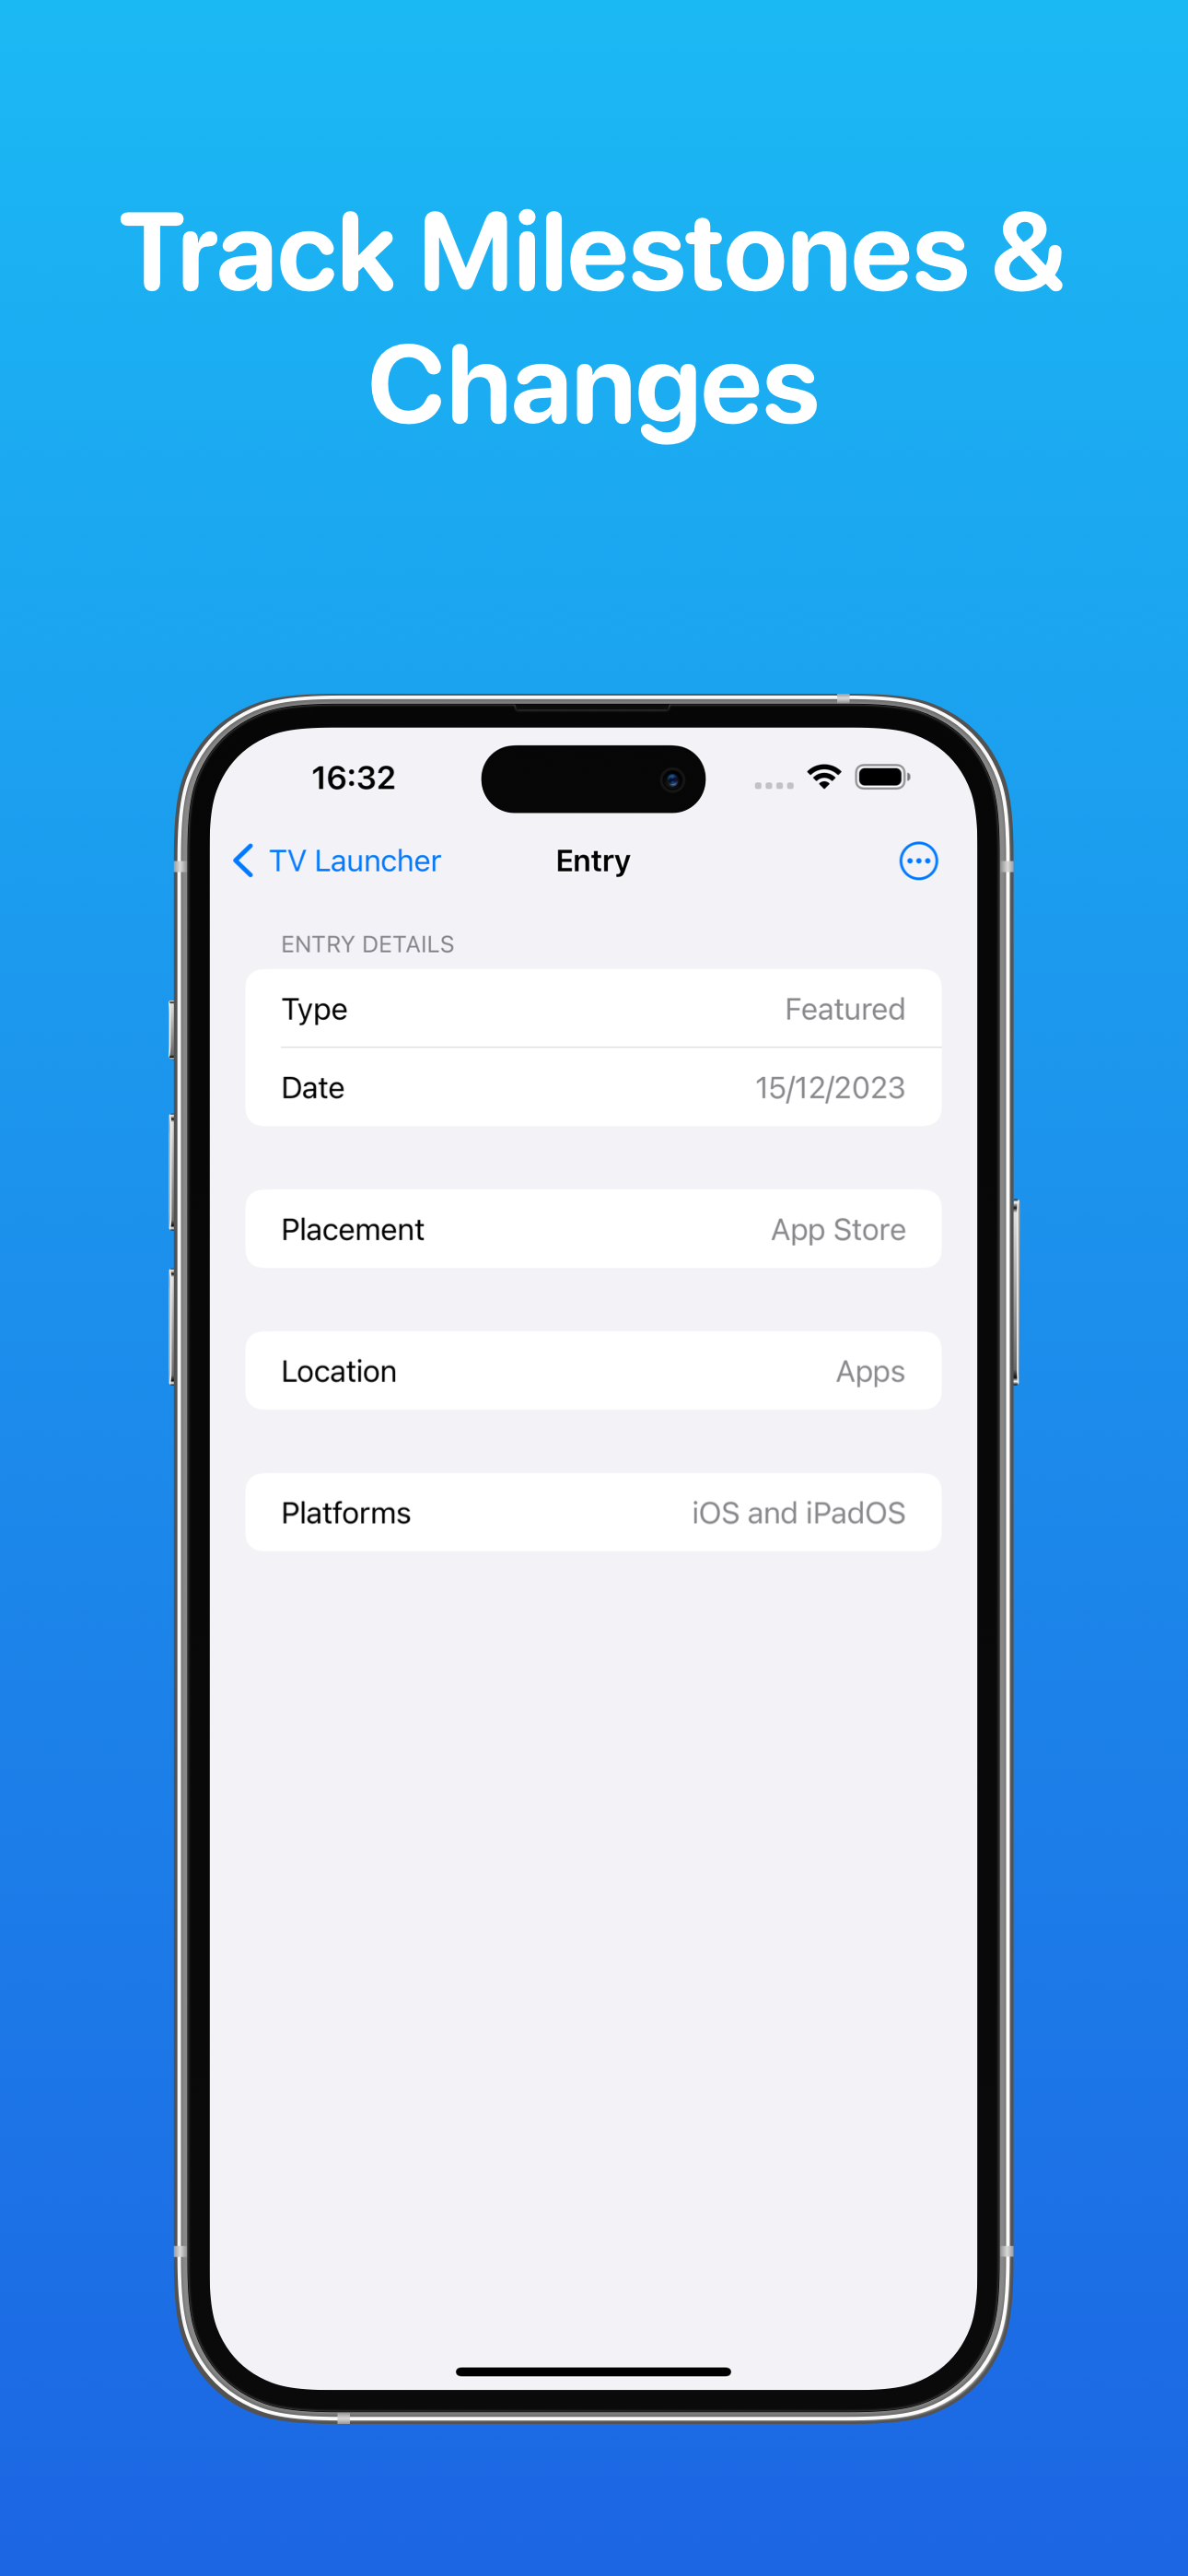 Track Milestones &
Changes
16:32
TV Launcher
Entry
ENTRY DETAILS
Type
Featured
Date
15/12/2023
Placement
App Store
Location
Apps
Platforms
iOS and iPadOS